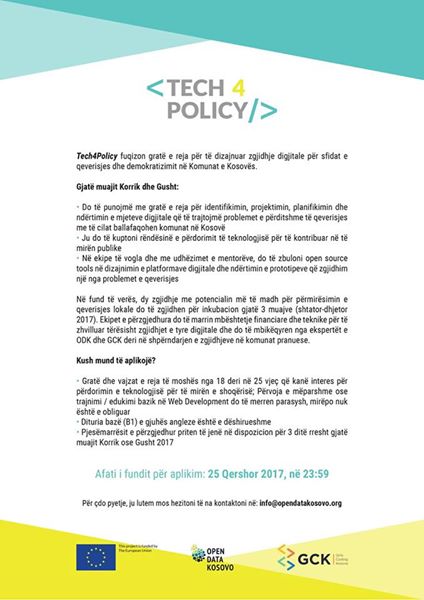 <TECH 4
POLICY/>
Tech4Policy fuqizon gratë e reja për të dizajnuar zgjidhje digjitale për sfidat e
qeverisjes dhe demokratizimit në Komunat e Kosovës.
Gjatë muajit Korrik dhe Gusht:
• Do të punojmë me gratë e reja për identifikimin, projektimin, planifikimin dhe
ndërtimin e mjeteve digjitale që të trajtojmë problemet e përditshme të qeverisjes
me të cilat ballafaqohen komunat në Kosovë
• Ju do të kuptoni rëndësinë e përdorimit të teknologjisë për të kontribuar në të
mirën publike
• Në ekipe të vogla dhe me udhëzimet e mentorëve, do të zbuloni open source
tools në dizajnimin e platformave digjitale dhe ndërtimin e prototipeve që zgjidhim
një nga problemet e qeverisjes
Në fund të verës, dy zgjidhje me potencialin më të madh për përmirësimin e
qeverisjes lokale do të zgjidhen për inkubacion gjatë 3 muajve (shtator-dhjetor
2017). Ekipet e përzgjedhura do të marrin mbështetje financiare dhe teknike për të
zhvilluar tërësisht zgjidhjet e tyre digjitale dhe do të mbikëqyren nga ekspertët e
ODK dhe GCK deri në shpërndarjen e zgjidhjeve në komunat pranuese.
Kush mund të aplikojë?
• Gratë dhe vajzat e reja të moshës nga 18 deri në 25 vjeç që kanë interes për
përdorimin e teknologjisë për të mirën e shoqërisë; Përvoja e mëparshme ose
trajnimi / edukimi bazik në Web Development do të merren parasysh, mirëpo nuk
është e obliguar
• Dituria bazë (B1) e gjuhës angleze është e dëshirueshme
• Pjesëmarrësit e përzgjedhur priten të jenë në dispozicion për 3 ditë rresht gjatë
muajit Korrik ose Gusht 2017
Afati i fundit për aplikim: 25 Qershor 2017, në 23:59
Për çdo pyetje, ju lutem mos hezitoni të na kontaktoni në: info@opendatakosovo.org
This project is funded by
The European Union
OPEN
DATA
KOSOVO
GCK
Girls
Coding
Kosova